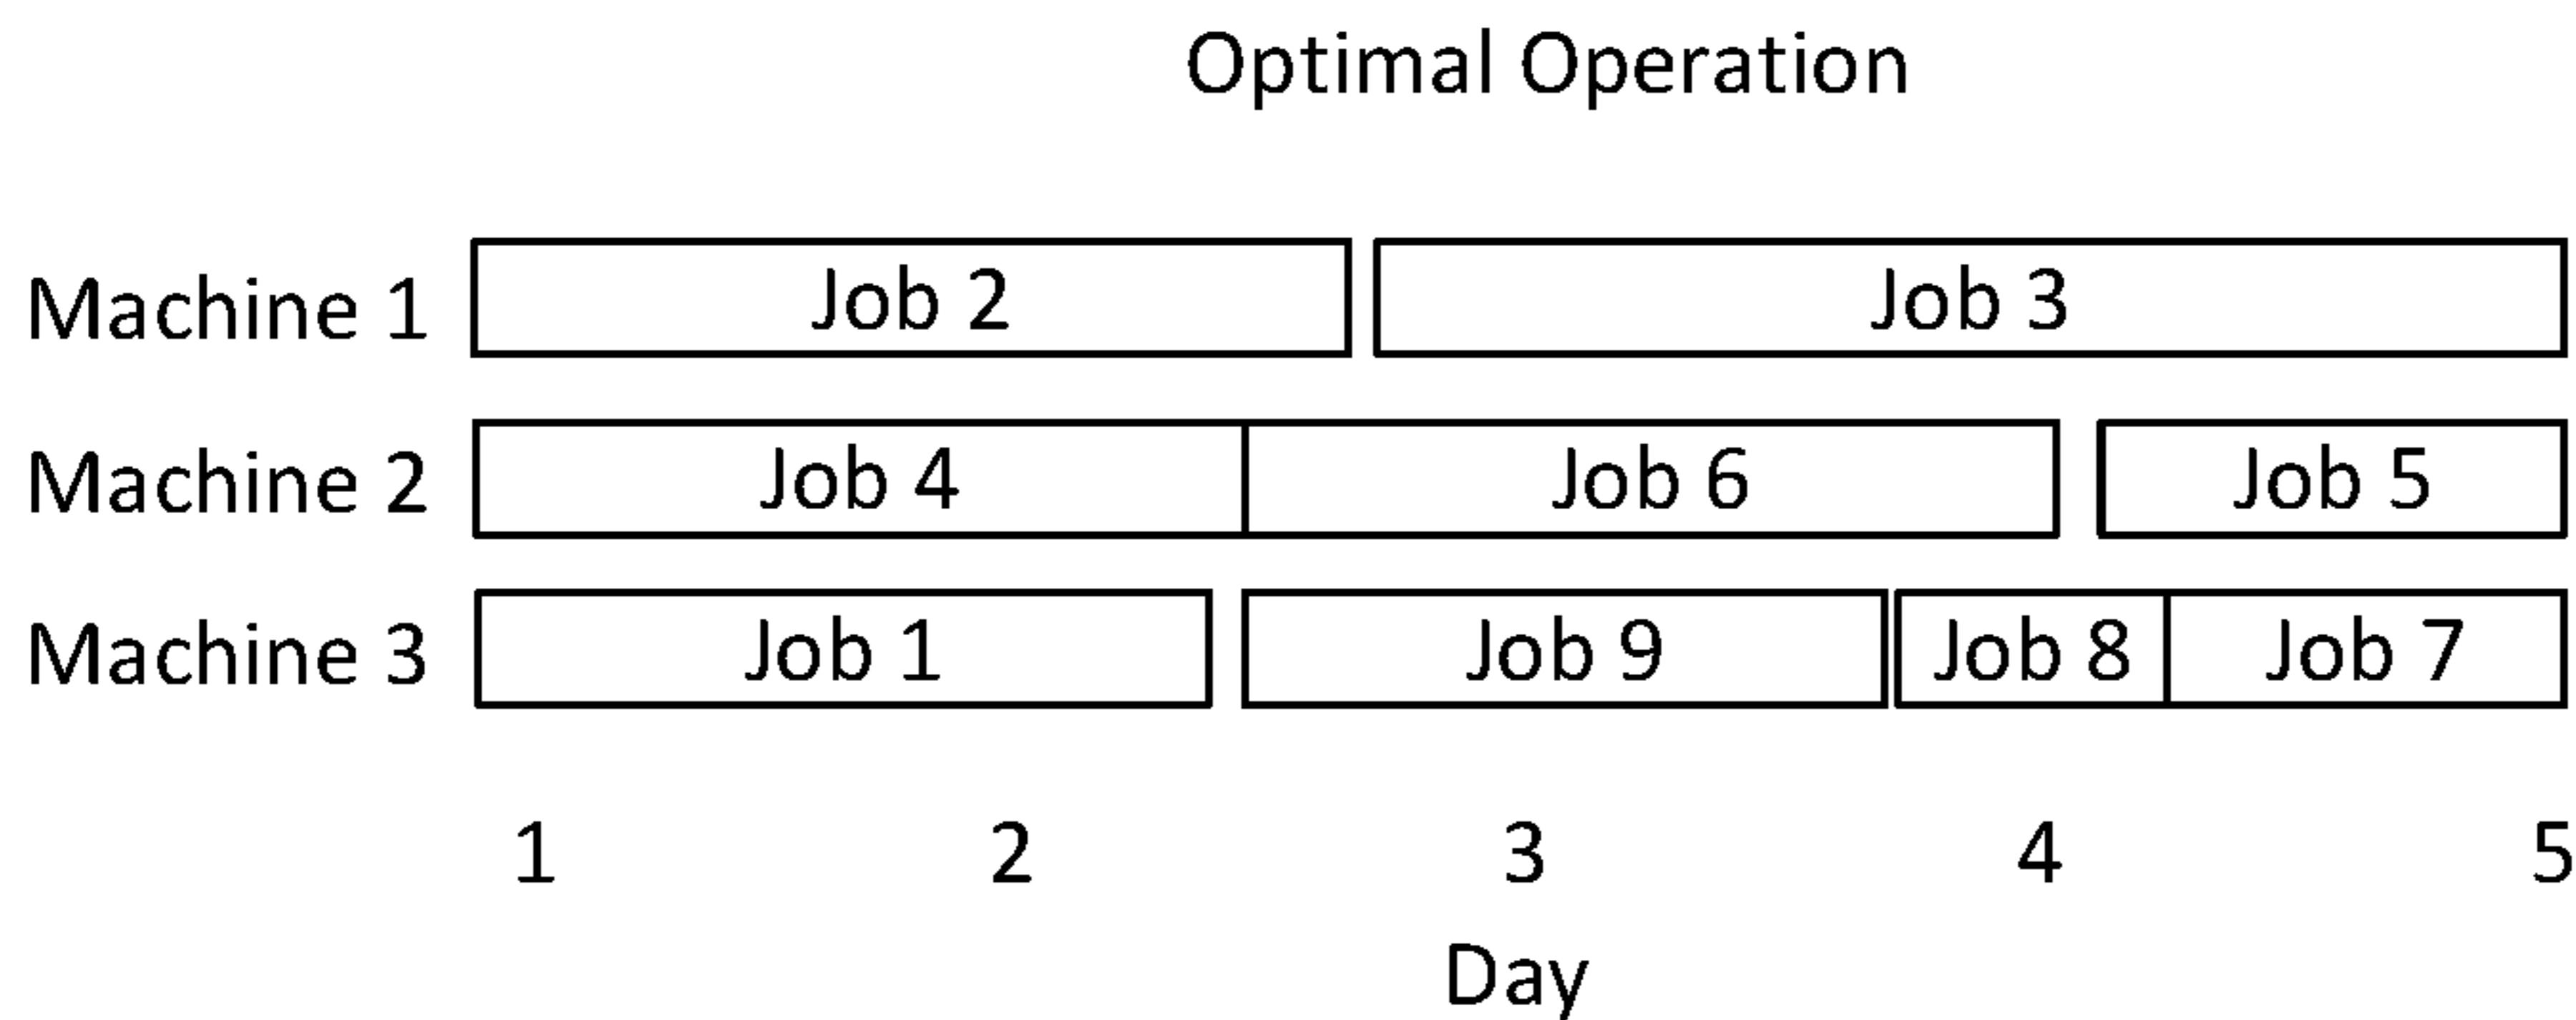 Optimal Operation
Machine 1 Job 2 Job 3
Machine 2 Job 4 Job 6 Job 5
Machine 3 Job 1 Job 9 Job 8 Job 7
1 2 3 4 5
Day